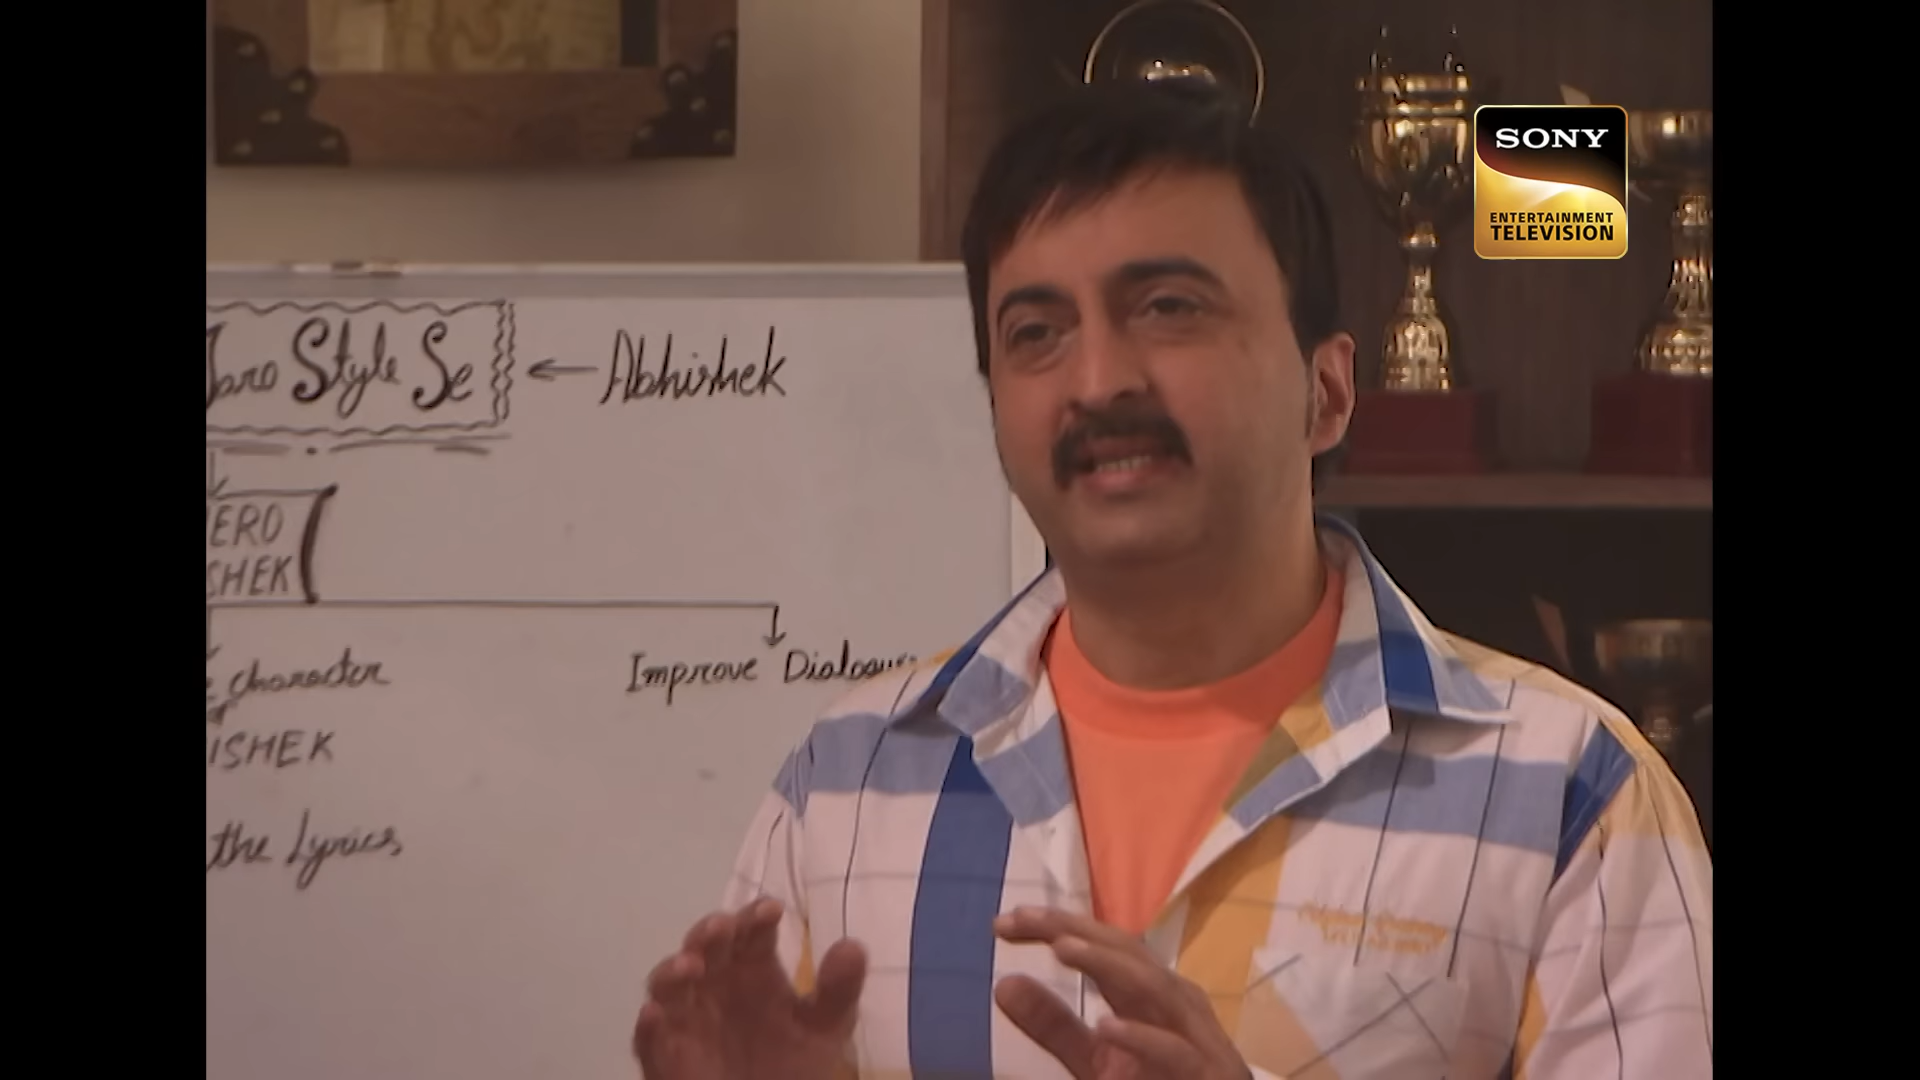 SONY
ENTERTAINMENT
TELEVISION
Style Se ← Abhishek
ERO
SHEK
Character
Improve
ISHEK
the Lyrics